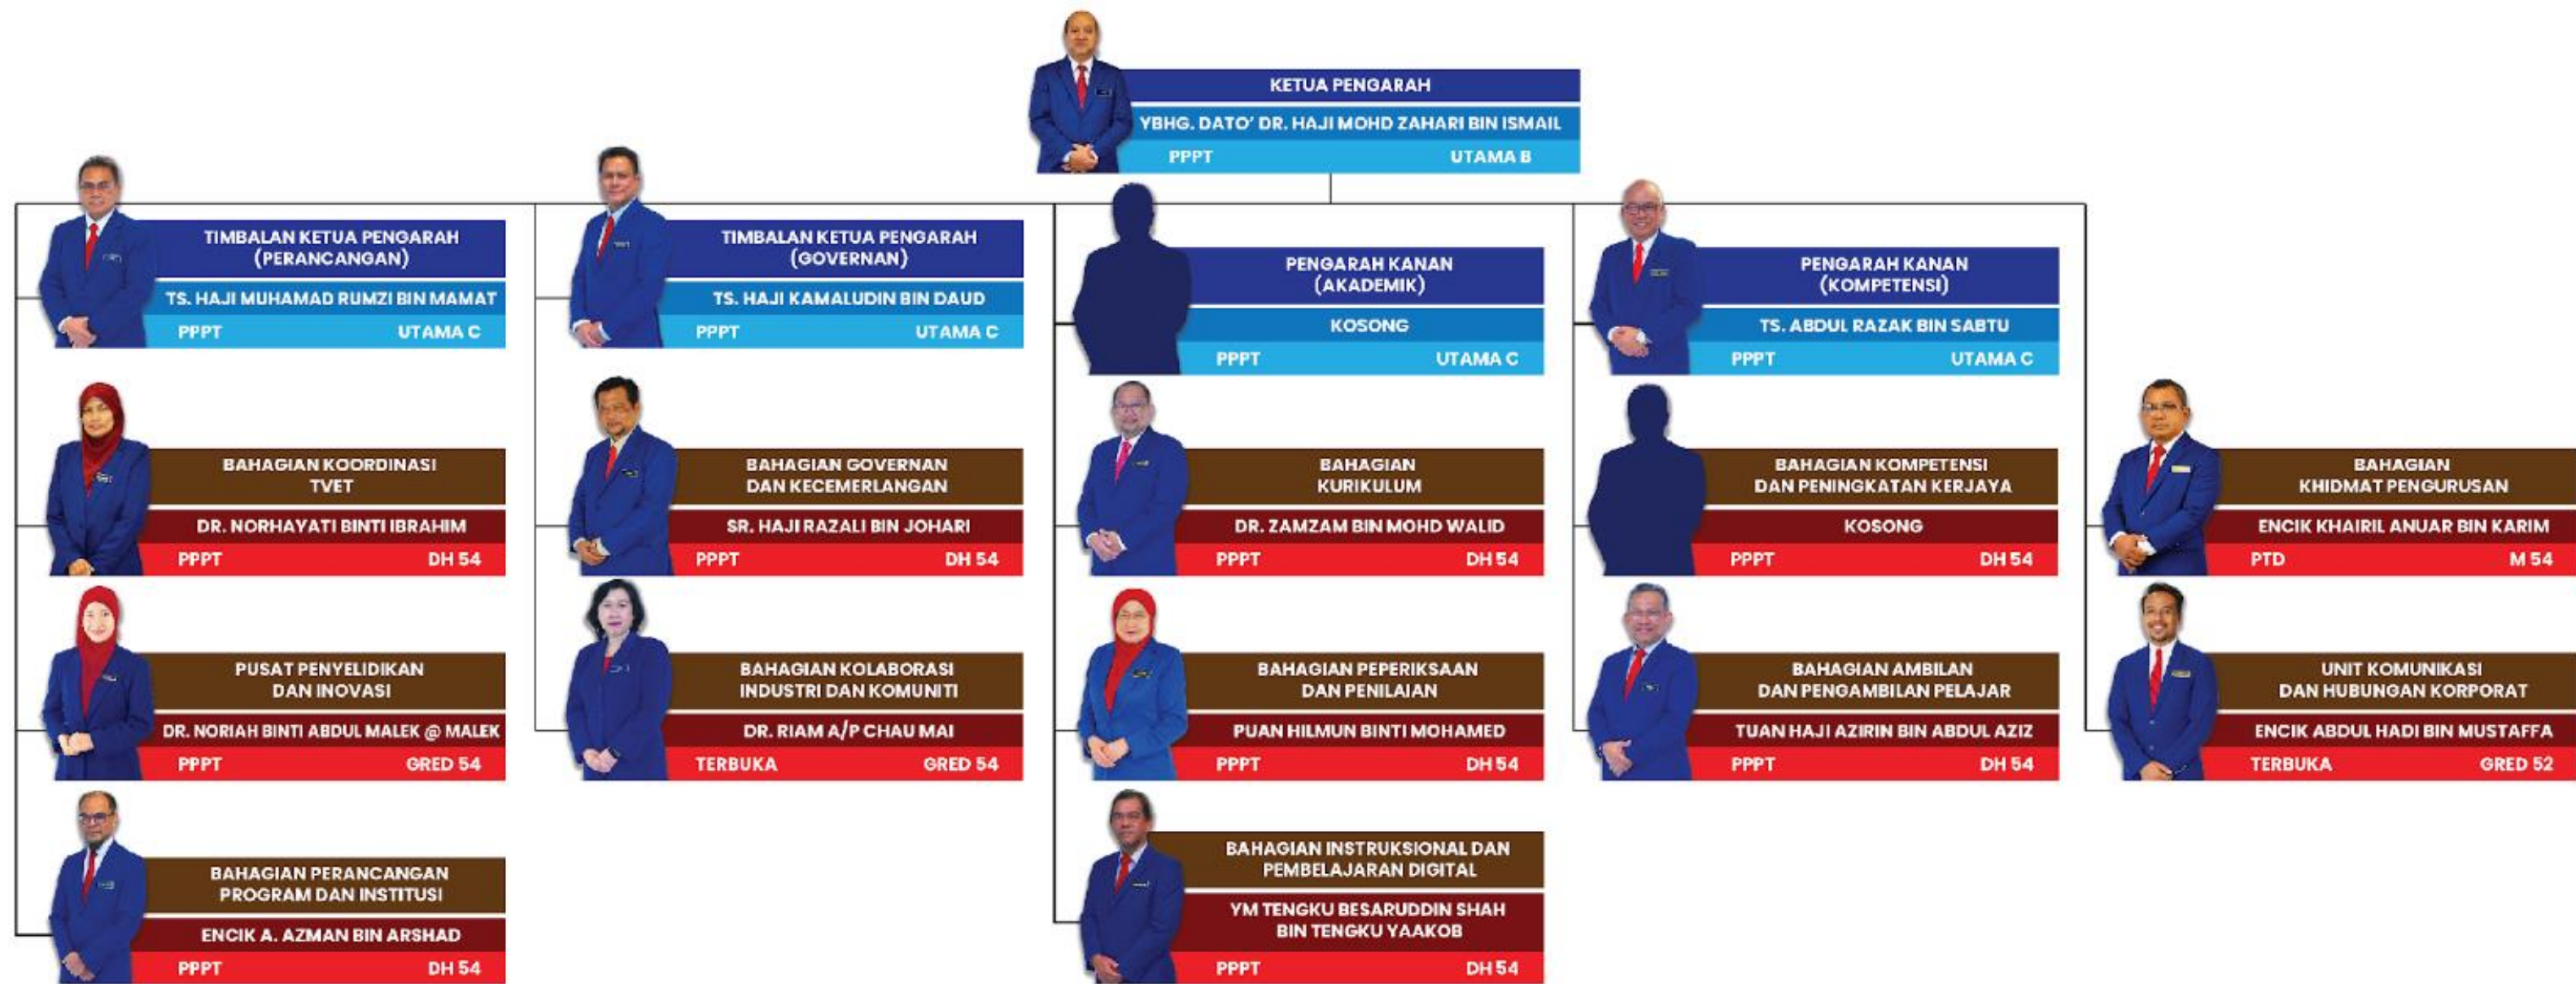 KETUA PENGARAH
YBHG. DATO' DR. HAJI MOHD ZAHARI BIN ISMAIL
PPPT UTAMA B
TIMBALAN KETUA PENGARAH
(PERANCANGAN)
TS. HAJI MUHAMAD RUMZI BIN MAMAT
PPPT UTAMA C
TIMBALAN KETUA PENGARAH
(GOVERNAN)
TS. HAJI KAMALUDIN BIN DAUD
PPPT UTAMA C
PENGARAH KANAN
(AKADEMIK)
KOSONG
PPPT UTAMA C
PENGARAH KANAN
(KOMPETENSI)
TS. ABDUL RAZAK BIN SABTU
PPPT UTAMA C
BAHAGIAN KOORDINASI
TVET
DR. NORHAYATI BINTI IBRAHIM
PPPT DH 54
BAHAGIAN GOVERNAN
DAN KECEMERLANGAN
SR. HAJI RAZALI BIN JOHARI
PPPT DH 54
BAHAGIAN
KURIKULUM
DR. ZAMZAM BIN MOHD WALID
PPPT DH 54
BAHAGIAN KOMPETENSI
DAN PENINGKATAN KERJAYA
KOSONG
PPPT DH 54
BAHAGIAN
KHIDMAT PENGURUSAN
ENCIK KHAIRIL ANUAR BIN KARIM
PTD M 54
PUSAT PENYELIDIKAN
DAN INOVASI
DR. NORIAH BINTI ABDUL MALEK @ MALEK
PPPT GRED 54
BAHAGIAN KOLABORASI
INDUSTRI DAN KOMUNITI
DR. RIAM A/P CHAU MAI
TERBUKA GRED 54
BAHAGIAN PEPERIKSAAN
DAN PENILAIAN
PUAN HILMUN BINTI MOHAMED
PPPT DH 54
BAHAGIAN AMBILAN
DAN PENGAMBILAN PELAJAR
TUAN HAJI AZIRIN BIN ABDUL AZIZ
PPPT DH 54
UNIT KOMUNIKASI
DAN HUBUNGAN KORPORAT
ENCIK ABDUL HADI BIN MUSTAFFA
TERBUKA GRED 52
BAHAGIAN PERANCANGAN
PROGRAM DAN INSTITUSI
ENCIK A. AZMAN BIN ARSHAD
PPPT DH 54
BAHAGIAN INSTRUKSIONAL DAN
PEMBELAJARAN DIGITAL
YM TENGKU BESARUDDIN SHAH
BIN TENGKU YAAKOB
PPPT DH 54